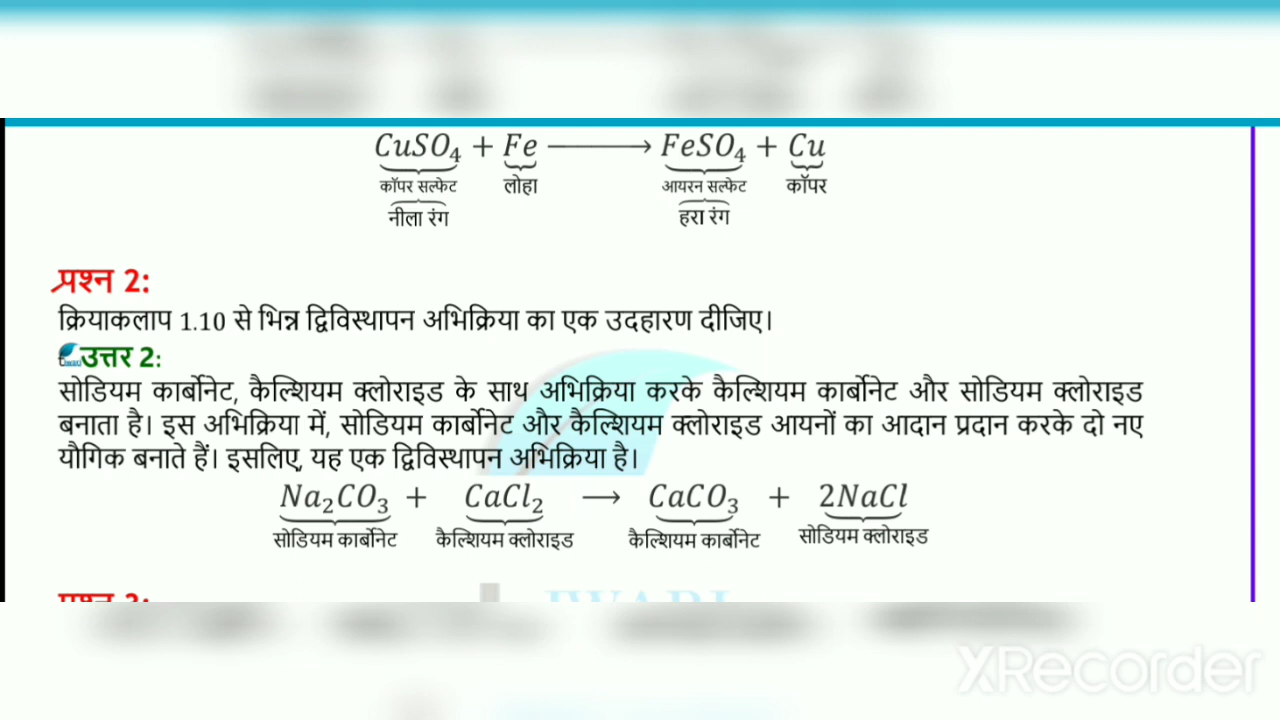 CuSO₄ + Fe ⟶ FeSO₄ + Cu
कॉपर सल्फेट लोहा आयरन सल्फेट कॉपर
नीला रंग हरा रंग
प्रश्न 2:
क्रियाकलाप 1.10 से भिन्न द्विविस्थापन अभिक्रिया का एक उदहारण दीजिए।
उत्तर 2:
सोडियम कार्बोनेट, कैल्शियम क्लोराइड के साथ अभिक्रिया करके कैल्शियम कार्बोनेट और सोडियम क्लोराइड
बनाता है। इस अभिक्रिया में, सोडियम कार्बोनेट और कैल्शियम क्लोराइड आयनों का आदान प्रदान करके दो नए
यौगिक बनाते हैं। इसलिए, यह एक द्विविस्थापन अभिक्रिया है।
Na₂CO₃ + CaCl₂ ⟶ CaCO₃ + 2NaCl
सोडियम कार्बोनेट कैल्शियम क्लोराइड कैल्शियम कार्बोनेट सोडियम क्लोराइड
XRecorder